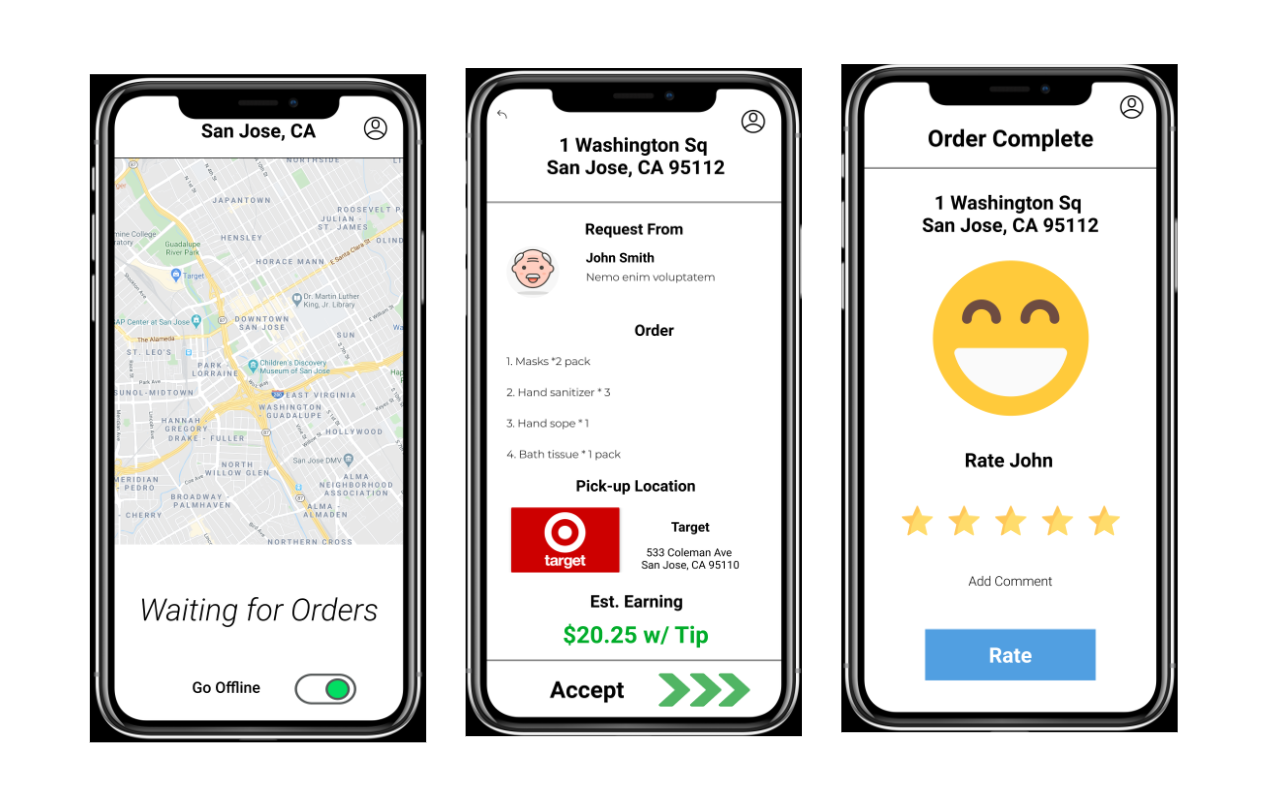 San Jose, CA
NORTHSIDE
JAPANTOWN
ROOSEVELT P
JULIAN -
ST. JAMES
mine College
ratory
HENSLEY
OLIND
Guadalupe
River Park
E Santa Clara St
HORACE MANN
Target
Dr. Martin Luther
King, Jr. Library
SAP Center at San Jose
DOWNTOWN
SAN JOSE
SUN
Wa
The Alameda
ST. LEO'S
PARK -
LORRAINE
Children's Discovery
Museum of San Jose
Hap
Park Ave
SUNOL-MIDTOWN
280
EAST VIRGINIA
WASHINGTON
GUADALUPE
HANNAH
GREGORY
DRAKE - FULLER
HOLLYWOOD
87
NORTH
WILLOW GLEN
San Jose DMV
MERIDIAN
- PEDRO
ALMA
NEIGHBORHOOD
ASSOCIATION
BROADWAY -
PALMHAVEN
87
ALMA -
ALMADEN
- CHERRY
NORTHERN CROSS
Waiting for Orders
Go Offline
1 Washington Sq
San Jose, CA 95112
Request From
John Smith
Nemo enim voluptatem
Order
1. Masks *2 pack
2. Hand sanitizer * 3
3. Hand sope * 1
4. Bath tissue * 1 pack
Pick-up Location
target
Target
533 Coleman Ave
San Jose, CA 95110
Est. Earning
$20.25 w/ Tip
Accept
Order Complete
1 Washington Sq
San Jose, CA 95112
Rate John
Add Comment
Rate